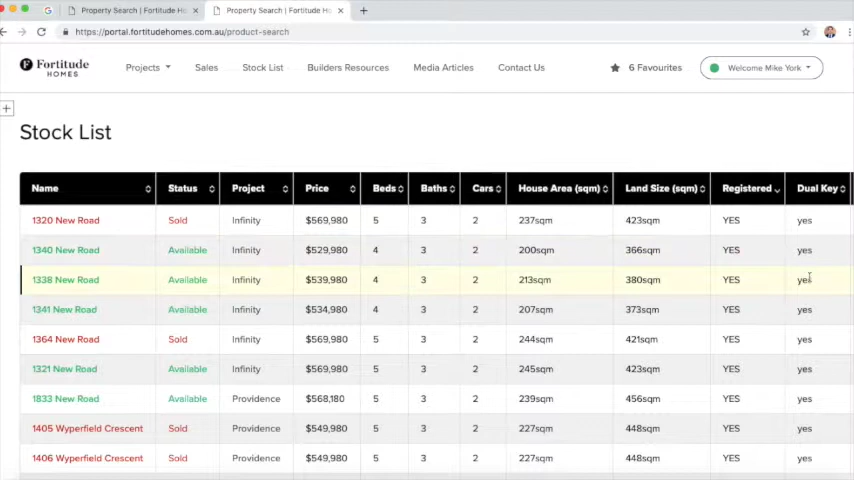 Property Search | Fortitude Ho
Property Search | Fortitude H
https://portal.fortitudehomes.com.au/product-search
Fortitude
HOMES
Projects
Sales
Stock List
Builders Resources
Media Articles
Contact Us
6 Favourites
Welcome Mike York
Stock List
Name Status Project Price Beds Baths Cars House Area (sqm) Land Size (sqm) Registered Dual Key
1320 New Road Sold Infinity $569,980 5 3 2 237sqm 423sqm YES yes
1340 New Road Available Infinity $529,980 4 3 2 200sqm 366sqm YES yes
1338 New Road Available Infinity $539,980 4 3 2 213sqm 380sqm YES yes
1341 New Road Available Infinity $534,980 4 3 2 207sqm 373sqm YES yes
1364 New Road Sold Infinity $569,980 5 3 2 244sqm 421sqm YES yes
1321 New Road Available Infinity $569,980 5 3 2 245sqm 423sqm YES yes
1833 New Road Available Providence $568,180 5 3 2 239sqm 456sqm YES yes
1405 Wyperfield Crescent Sold Providence $549,980 5 3 2 227sqm 448sqm YES yes
1406 Wyperfield Crescent Sold Providence $549,980 5 3 2 227sqm 448sqm YES yes